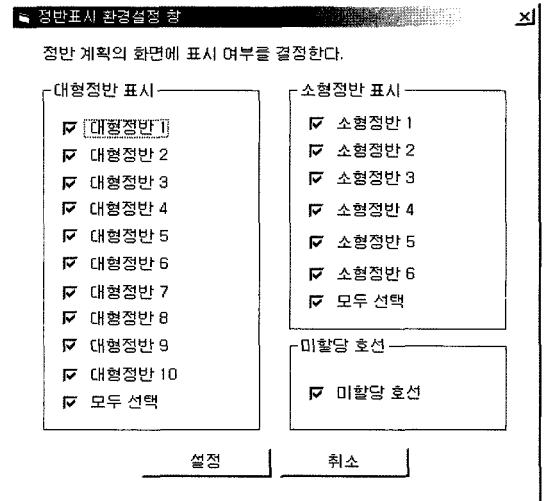 정반표시 환경설정 창
정반 계획의 화면에 표시 여부를 결정한다.
대형정반 표시
대형정반 1
대형정반 2
대형정반 3
대형정반 4
대형정반 5
대형정반 6
대형정반 7
대형정반 8
대형정반 9
대형정반 10
모두 선택
소형정반 표시
소형정반 1
소형정반 2
소형정반 3
소형정반 4
소형정반 5
소형정반 6
모두 선택
미할당 호선
미할당 호선
설정
취소